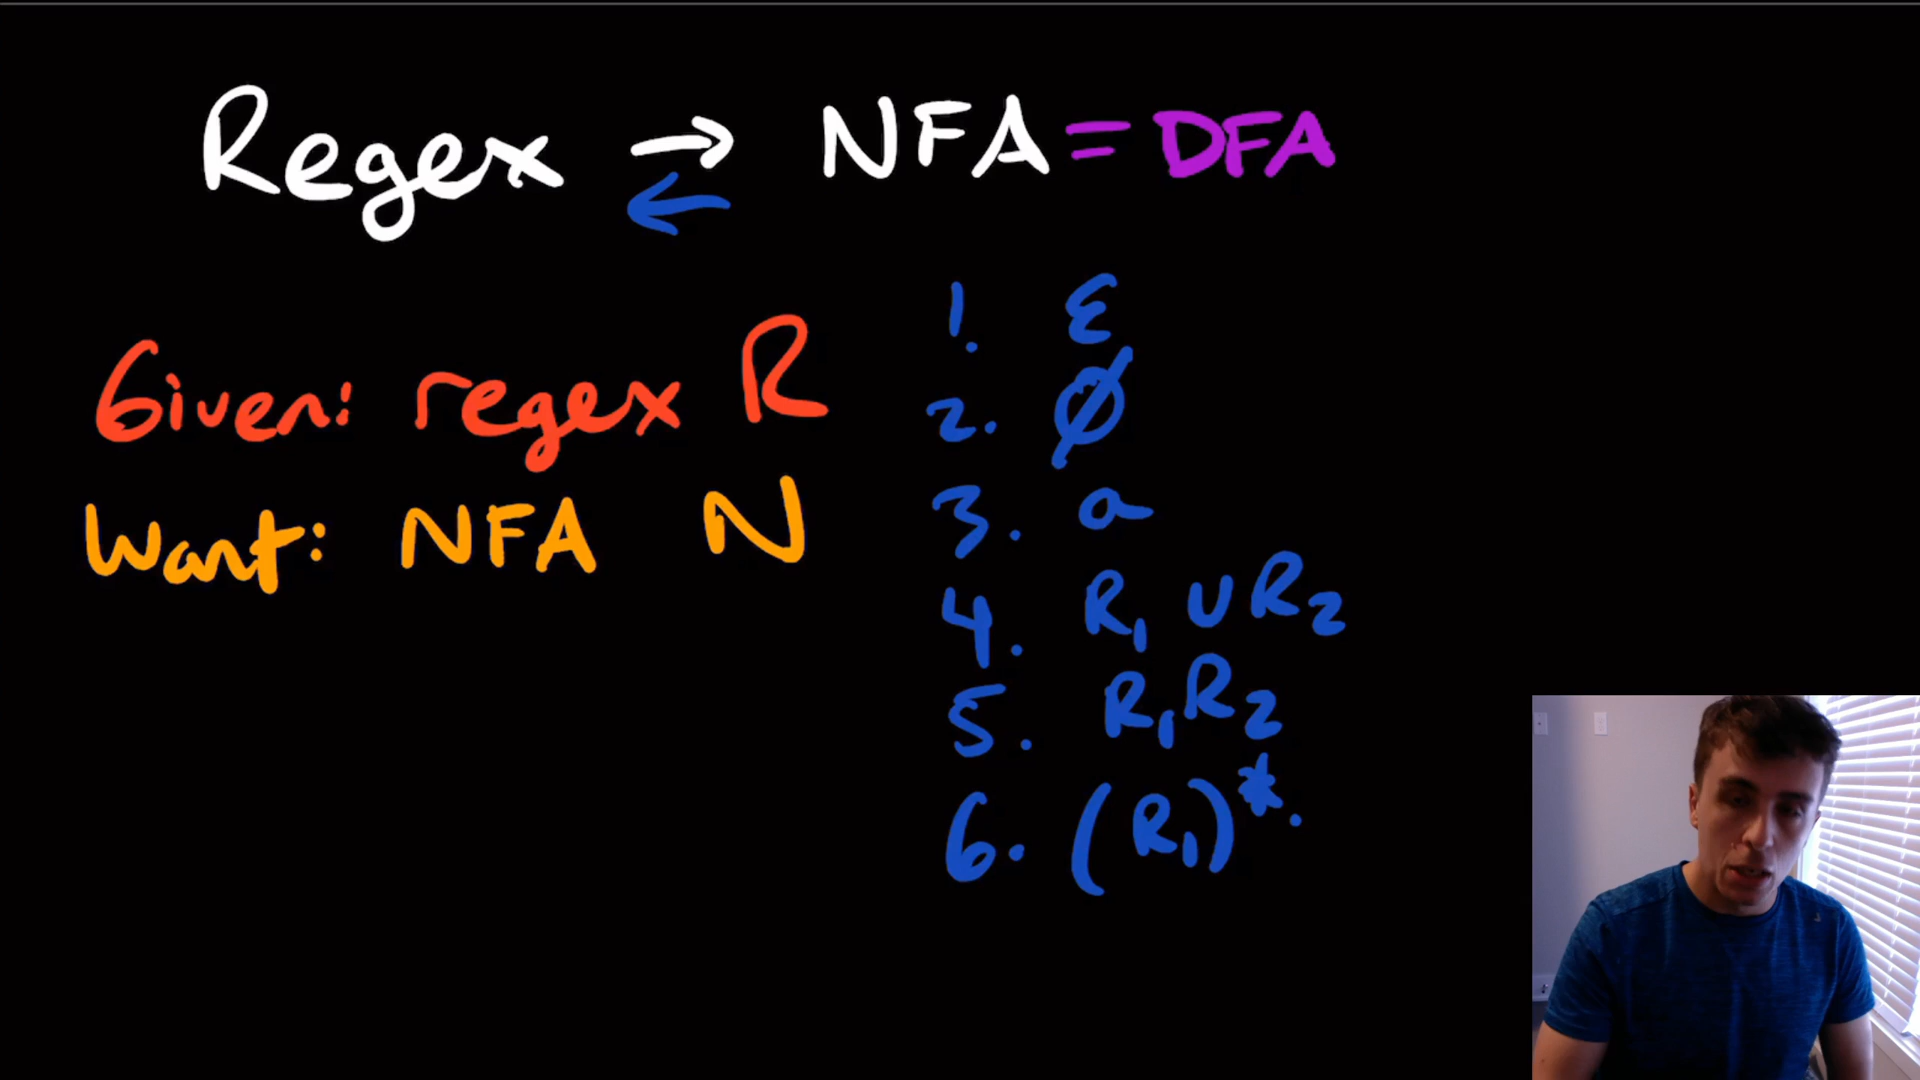 Regex → NFA = DFA
←
Given: regex R
Want: NFA N
1. ε
2. ∅
3. a
4. R₁ ∪ R₂
5. R₁R₂
6. (R₁)*.